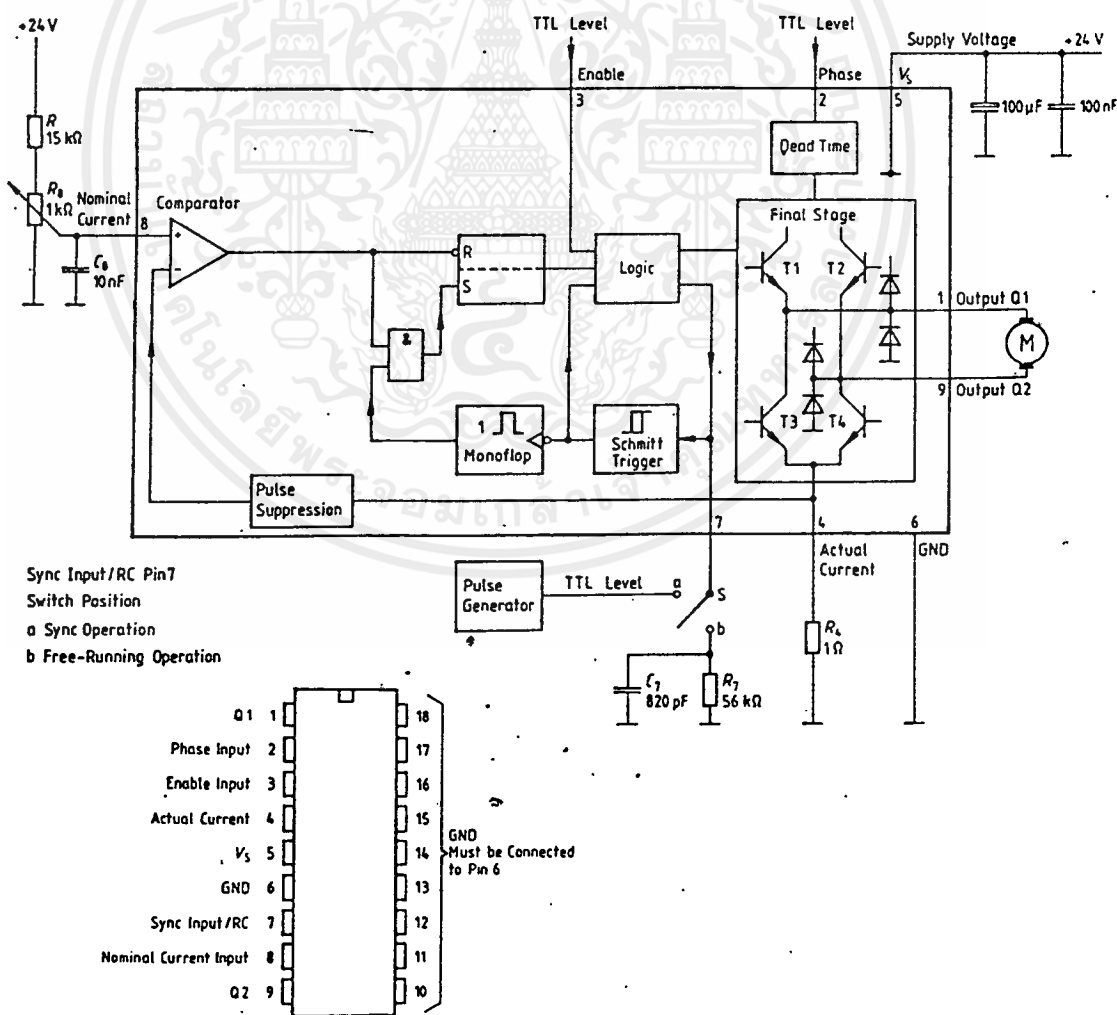 +24V
R
15 kΩ
R8
1 kΩ
Nominal
Current
8
C8
10nF
Comparator
+
-
TTL Level
Enable
3
TTL Level
Phase
2
Supply Voltage
VS
5
+24 V
100µF
100nF
Dead Time
Final Stage
T1
T2
T3
T4
R
S
Logic
&
1
Monoflop
Schmitt
Trigger
Pulse
Suppression
1 Output Q1
M
9 Output Q2
7
4
6
Actual
Current
GND
Sync Input/RC Pin7
Switch Position
a Sync Operation
b Free-Running Operation
Pulse
Generator
TTL Level
a
S
b
C7
820 pF
R7
56 kΩ
R4
1Ω
Q1 1
Phase Input 2
Enable Input 3
Actual Current 4
VS 5
GND 6
Sync Input/RC 7
Nominal Current Input 8
Q2 9
18
17
16
15
14
13
12
11
10
GND
Must be Connected
to Pin 6